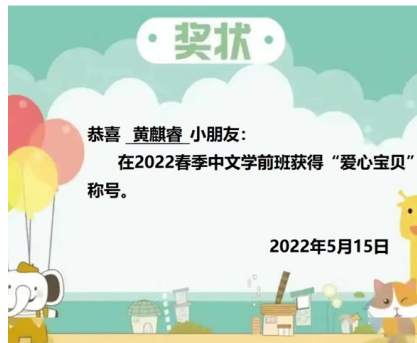 奖状
恭喜 黄麒睿 小朋友：
在2022春季中文学前班获得“爱心宝贝”
称号。
2022年5月15日